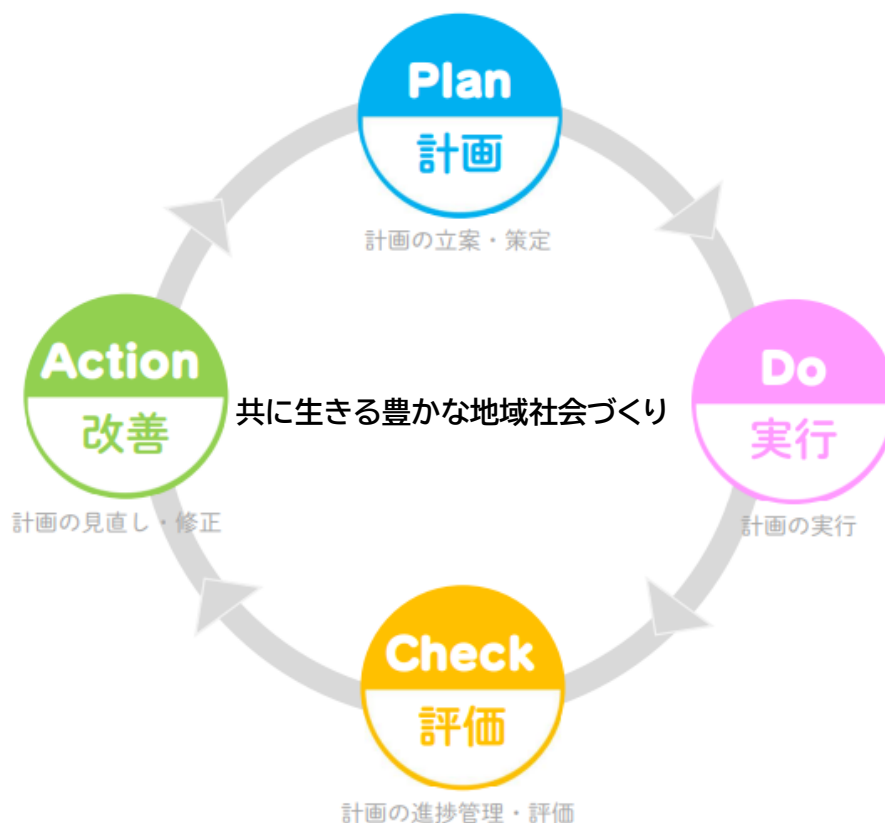 Plan
計画
計画の立案・策定
Do
実行
計画の実行
Check
評価
計画の進捗管理・評価
Action
改善
計画の見直し・修正
共に生きる豊かな地域社会づくり